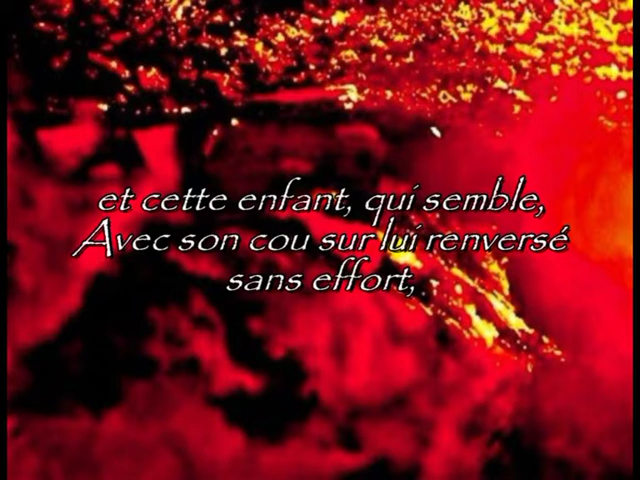 et cette enfant, qui semble,
Avec son cou sur lui renversé
sans effort,